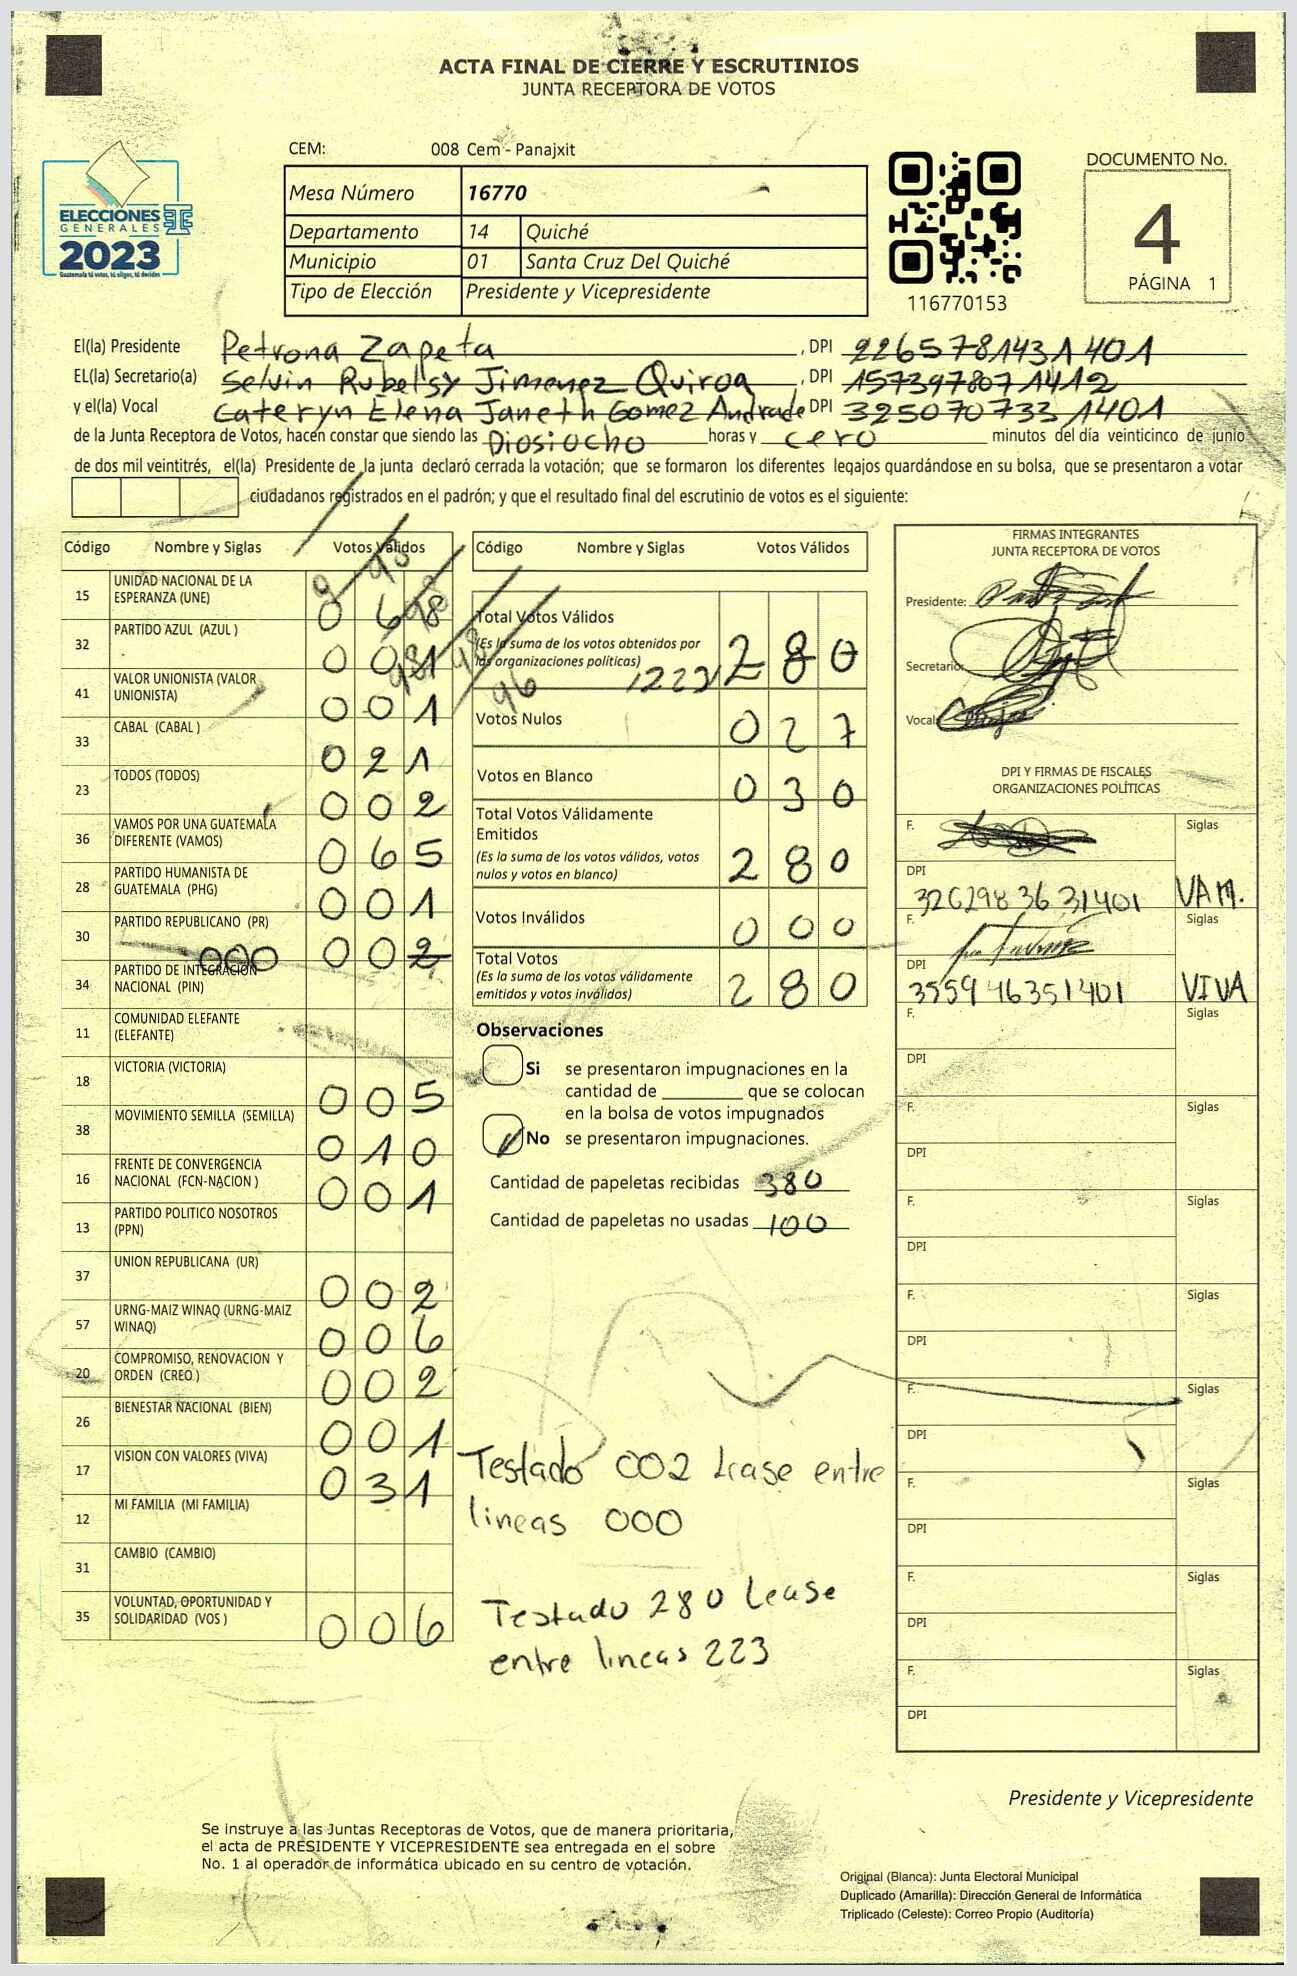 ACTA FINAL DE CIERRE Y ESCRUTINIOS
JUNTA RECEPTORA DE VOTOS
CEM: 008 Cem - Panajxit
Mesa Número 16770
Departamento 14 Quiché
Municipio 01 Santa Cruz Del Quiché
Tipo de Elección Presidente y Vicepresidente
ELECCIONES
GENERALES
2023
Guatemala tú votas, tú eliges, tú decides
116770153
DOCUMENTO No.
4
PÁGINA 1
El(la) Presidente Petrona Zapeta, DPI 2265781431401
EL(la) Secretario(a) Selvin Rubelsy Jimenez Quiroa, DPI 1573978071412
y el(la) Vocal Cateryn Elena Janeth Gomez Andrade DPI 3250707331401
de la Junta Receptora de Votos, hacen constar que siendo las Diosiocho horas y cero minutos del día veinticinco de junio
de dos mil veintitrés, el(la) Presidente de la junta declaró cerrada la votación; que se formaron los diferentes legajos quardándose en su bolsa, que se presentaron a votar
ciudadanos registrados en el padrón; y que el resultado final del escrutinio de votos es el siguiente:
Código Nombre y Siglas Votos Válidos
15 UNIDAD NACIONAL DE LA
ESPERANZA (UNE) 0 6 8
32 PARTIDO AZUL (AZUL ) 0 0 1
41 VALOR UNIONISTA (VALOR
UNIONISTA) 0 0 1
33 CABAL (CABAL ) 0 2 1
23 TODOS (TODOS) 0 0 2
36 VAMOS POR UNA GUATEMALA
DIFERENTE (VAMOS) 0 6 5
28 PARTIDO HUMANISTA DE
GUATEMALA (PHG) 0 0 1
30 PARTIDO REPUBLICANO (PR) 0 0 2
000
34 PARTIDO DE INTEGRACION
NACIONAL (PIN)
11 COMUNIDAD ELEFANTE
(ELEFANTE)
18 VICTORIA (VICTORIA) 0 0 5
38 MOVIMIENTO SEMILLA (SEMILLA) 0 1 0
16 FRENTE DE CONVERGENCIA
NACIONAL (FCN-NACION ) 0 0 1
13 PARTIDO POLITICO NOSOTROS
(PPN)
37 UNION REPUBLICANA (UR) 0 0 2
57 URNG-MAIZ WINAQ (URNG-MAIZ
WINAQ) 0 0 6
20 COMPROMISO, RENOVACION Y
ORDEN (CREO ) 0 0 2
26 BIENESTAR NACIONAL (BIEN) 0 0 1
17 VISION CON VALORES (VIVA) 0 3 1
12 MI FAMILIA (MI FAMILIA)
31 CAMBIO (CAMBIO)
35 VOLUNTAD, OPORTUNIDAD Y
SOLIDARIDAD (VOS ) 0 0 6
Código Nombre y Siglas Votos Válidos
Total Votos Válidos
(Es la suma de los votos obtenidos por
las organizaciones políticas) 2 8 0
Votos Nulos 0 2 7
Votos en Blanco 0 3 0
Total Votos Válidamente
Emitidos
(Es la suma de los votos válidos, votos
nulos y votos en blanco) 2 8 0
Votos Inválidos 0 0 0
Total Votos
(Es la suma de los votos válidamente
emitidos y votos inválidos) 2 8 0
Observaciones
Si se presentaron impugnaciones en la
cantidad de ________ que se colocan
en la bolsa de votos impugnados
No se presentaron impugnaciones.
Cantidad de papeletas recibidas 380
Cantidad de papeletas no usadas 100
Testado 002 Lease entre
lineas 000
Testado 280 Lease
entre lineas 223
FIRMAS INTEGRANTES
JUNTA RECEPTORA DE VOTOS
Presidente:
Secretario:
Vocal:
DPI Y FIRMAS DE FISCALES
ORGANIZACIONES POLÍTICAS
F. Siglas
DPI 3262983631401 VAM.
F. Siglas
DPI 355946351401 VIVA
F. Siglas
DPI
F. Siglas
DPI
F. Siglas
DPI
F. Siglas
DPI
F. Siglas
DPI
F. Siglas
DPI
F. Siglas
DPI
F. Siglas
DPI
Presidente y Vicepresidente
Se instruye a las Juntas Receptoras de Votos, que de manera prioritaria,
el acta de PRESIDENTE Y VICEPRESIDENTE sea entregada en el sobre
No. 1 al operador de informática ubicado en su centro de votación.
Original (Blanca): Junta Electoral Municipal
Duplicado (Amarilla): Dirección General de Informática
Triplicado (Celeste): Correo Propio (Auditoría)